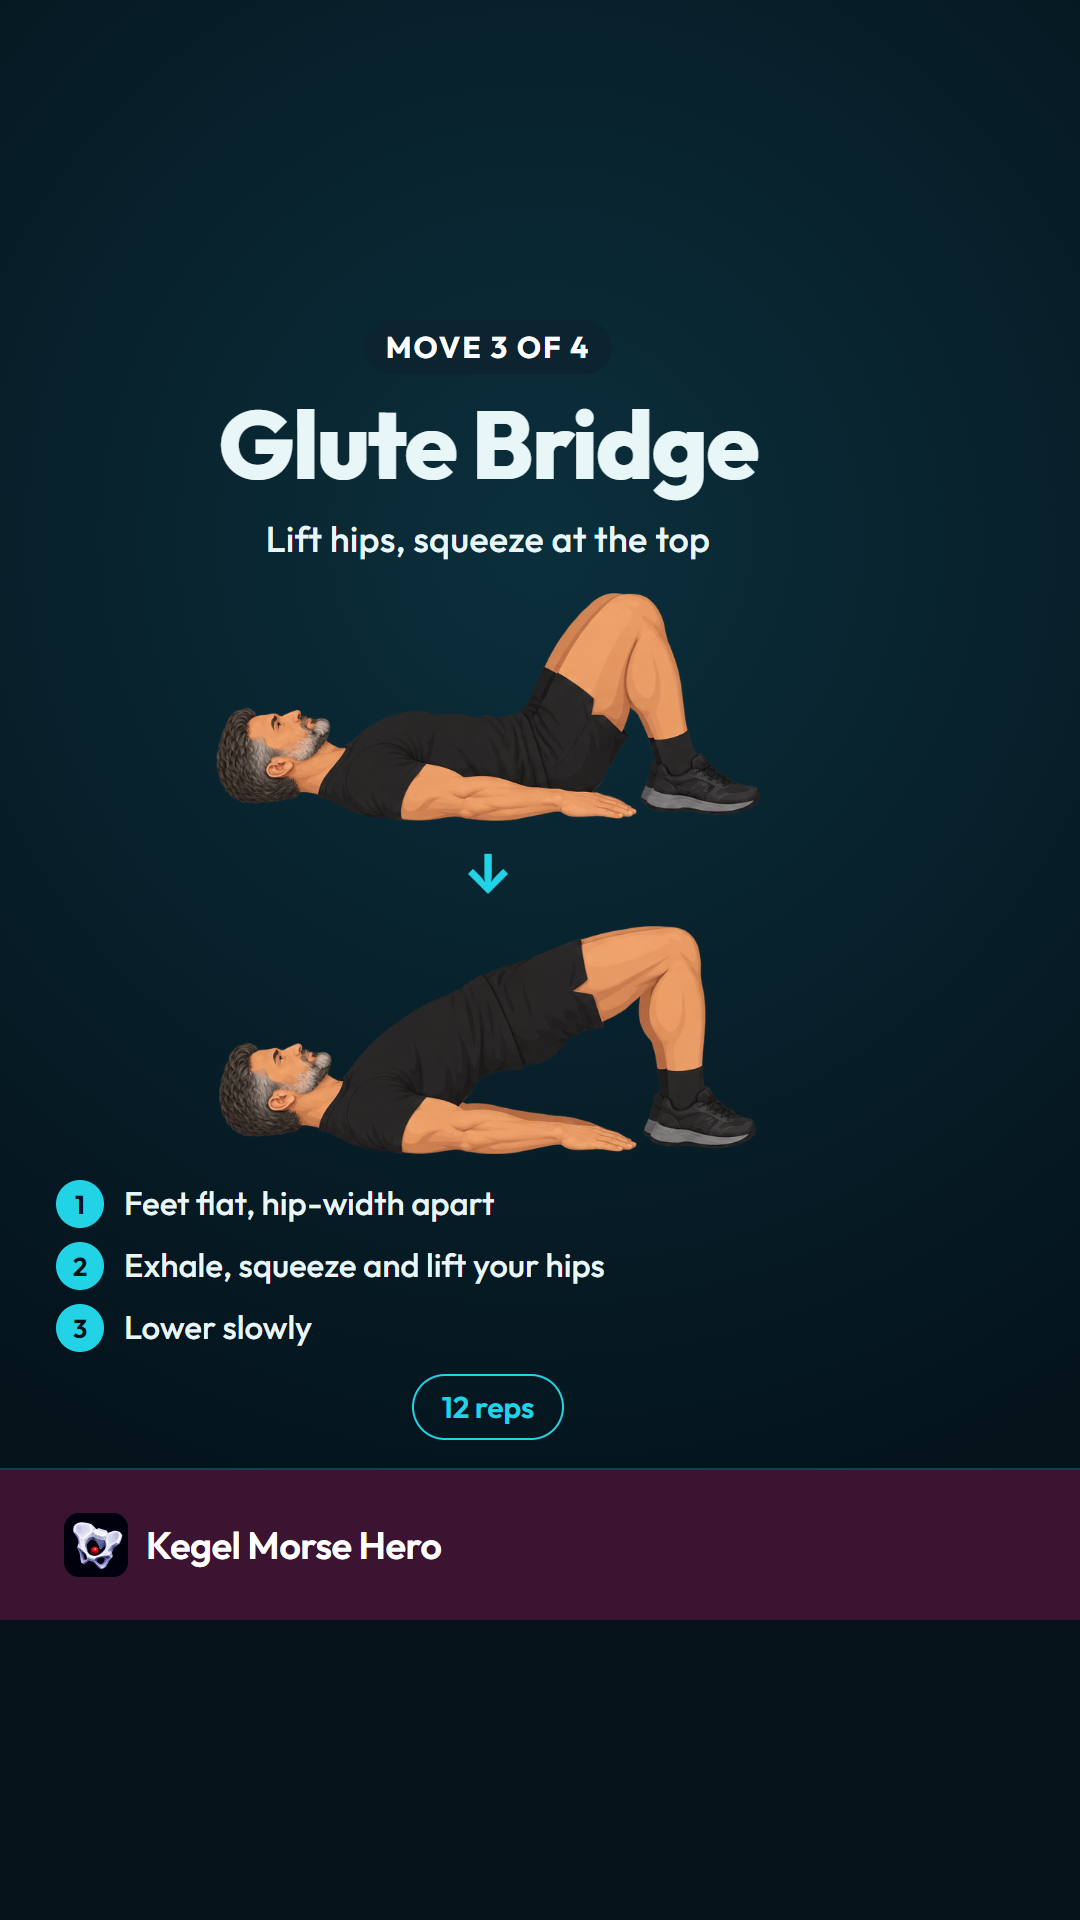 MOVE 3 OF 4
Glute Bridge
Lift hips, squeeze at the top
1 Feet flat, hip-width apart
2 Exhale, squeeze and lift your hips
3 Lower slowly
12 reps
Kegel Morse Hero